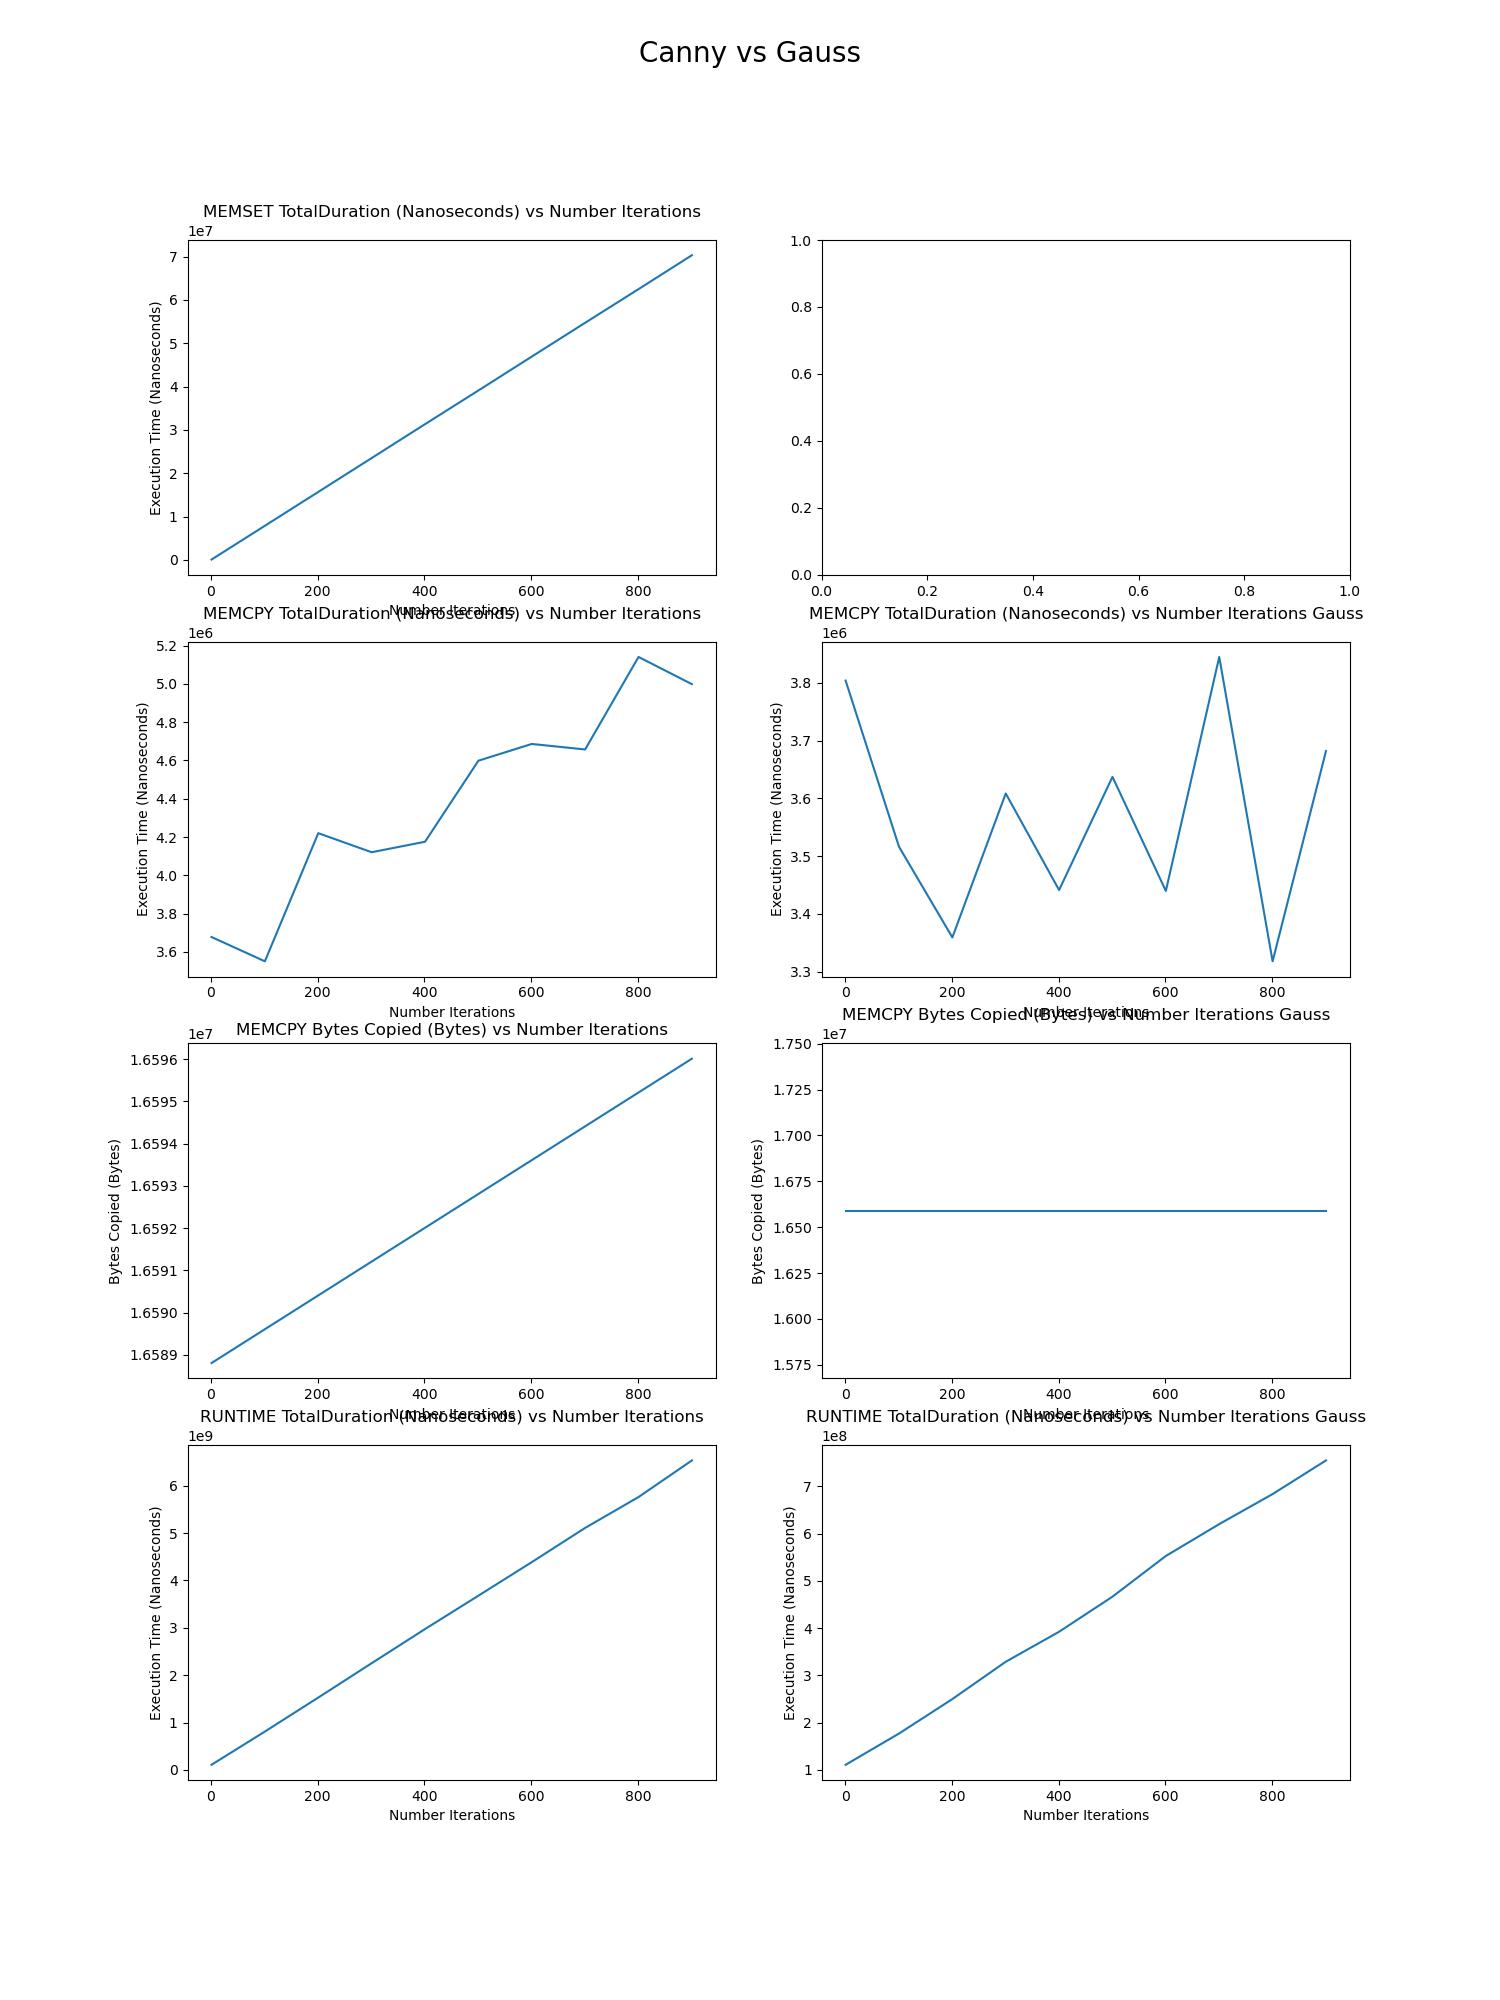 Canny vs Gauss
MEMSET TotalDuration (Nanoseconds) vs Number Iterations
1e7
7
6
5
4
3
2
1
0
Execution Time (Nanoseconds)
0 200 400 600 800
Number Iterations
1.0
0.8
0.6
0.4
0.2
0.0
0.0 0.2 0.4 0.6 0.8 1.0
MEMCPY TotalDuration (Nanoseconds) vs Number Iterations
1e6
5.2
5.0
4.8
4.6
4.4
4.2
4.0
3.8
3.6
Execution Time (Nanoseconds)
0 200 400 600 800
Number Iterations
MEMCPY TotalDuration (Nanoseconds) vs Number Iterations Gauss
1e6
3.8
3.7
3.6
3.5
3.4
3.3
Execution Time (Nanoseconds)
0 200 400 600 800
Number Iterations
MEMCPY Bytes Copied (Bytes) vs Number Iterations
1e7
1.6596
1.6595
1.6594
1.6593
1.6592
1.6591
1.6590
1.6589
Bytes Copied (Bytes)
0 200 400 600 800
Number Iterations
MEMCPY Bytes Copied (Bytes) vs Number Iterations Gauss
1e7
1.750
1.725
1.700
1.675
1.650
1.625
1.600
1.575
Bytes Copied (Bytes)
0 200 400 600 800
Number Iterations
RUNTIME TotalDuration (Nanoseconds) vs Number Iterations
1e9
6
5
4
3
2
1
0
Execution Time (Nanoseconds)
0 200 400 600 800
Number Iterations
RUNTIME TotalDuration (Nanoseconds) vs Number Iterations Gauss
1e8
7
6
5
4
3
2
1
Execution Time (Nanoseconds)
0 200 400 600 800
Number Iterations